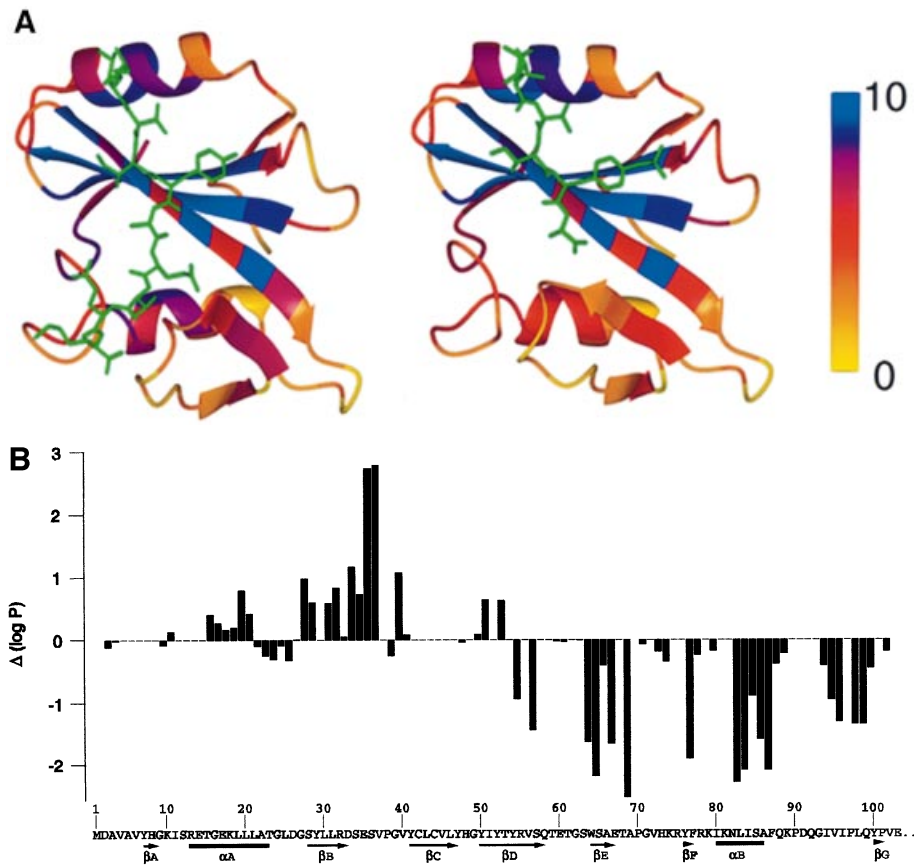 A
10
0
B
3
2
1
0
-1
-2
Δ (log P)
1 10 20 30 40 50 60 70 80 90 100
MDAVAVYHGKISRETGEKLLLATGLDGSYLLRDSESVPGVYCLCVLYHGYIYTYRVSQTETGSWSAETAPGVHKRYFRKIKNLISAFQKPDQGIVIPLQYPVE..
βA αA βB βC βD βE βF αB βG